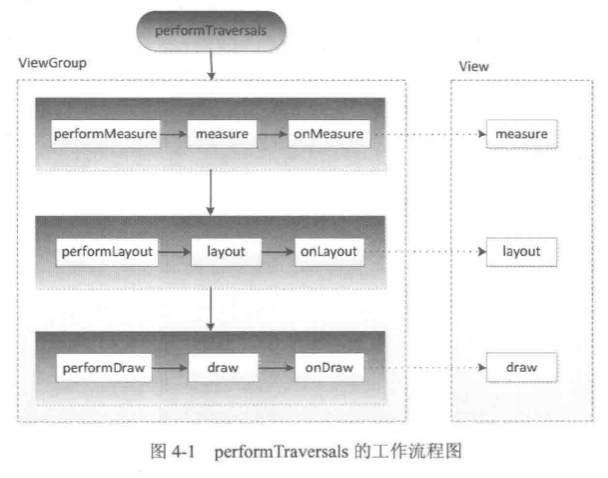 performTraversals
ViewGroup
View
performMeasure
measure
onMeasure
measure
performLayout
layout
onLayout
layout
performDraw
draw
onDraw
draw
图 4-1 performTraversals 的工作流程图